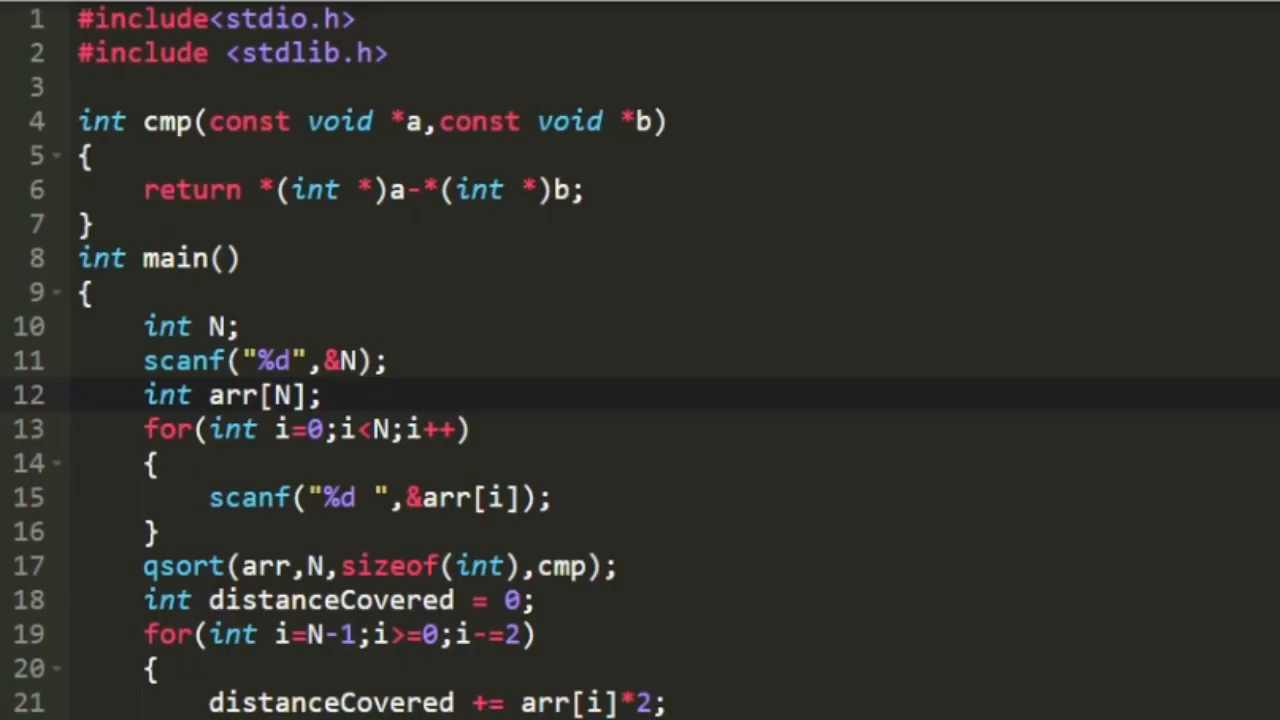 1 #include<stdio.h>
2 #include <stdlib.h>
3
4 int cmp(const void *a,const void *b)
5 {
6     return *(int *)a-*(int *)b;
7 }
8 int main()
9 {
10     int N;
11     scanf("%d",&N);
12     int arr[N];
13     for(int i=0;i<N;i++)
14     {
15         scanf("%d ",&arr[i]);
16     }
17     qsort(arr,N,sizeof(int),cmp);
18     int distanceCovered = 0;
19     for(int i=N-1;i>=0;i-=2)
20     {
21         distanceCovered += arr[i]*2;